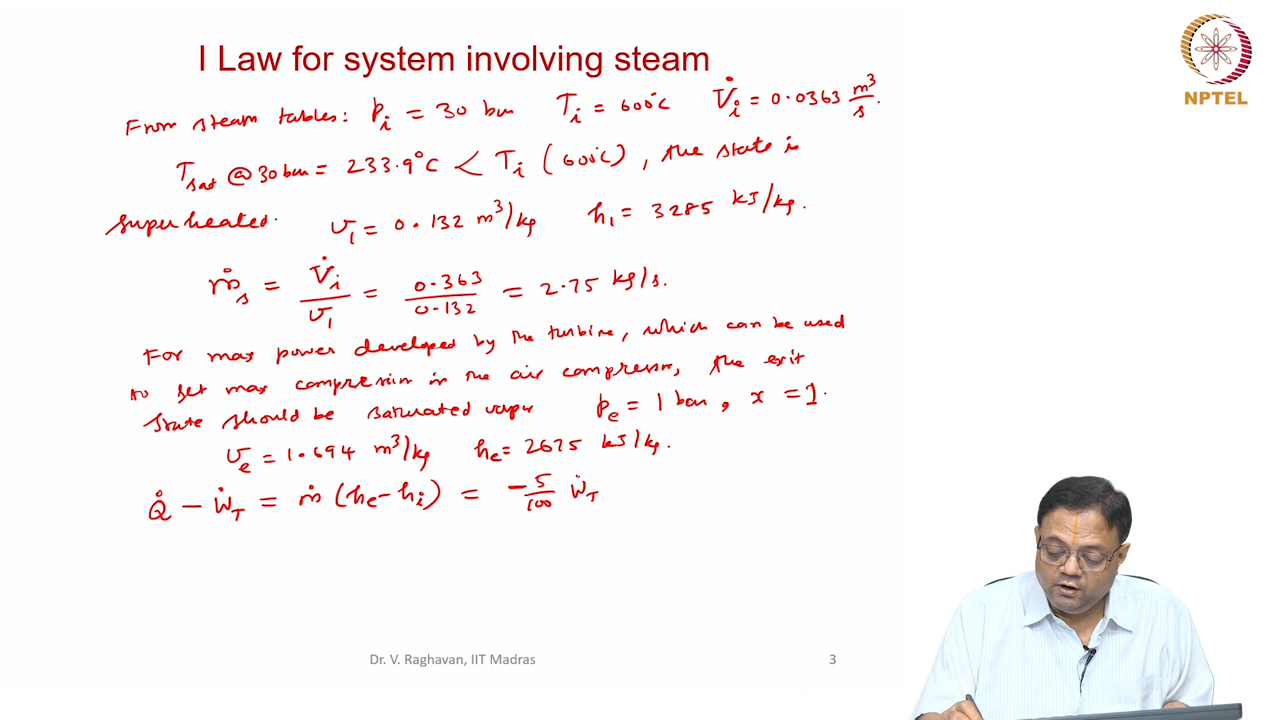 I Law for system involving steam
NPTEL
From steam tables: Pi = 30 bar Ti = 600°C V̇i = 0.0363 m³/s.
Tsat @ 30 bar = 233.9°C < Ti (600°C), the state is
superheated. v1 = 0.132 m³/kg h1 = 3285 kJ/kg.
ṁs = V̇i/v1 = 0.363/0.132 = 2.75 kg/s.
For max power developed by the turbine, which can be used
to get max compression in the air compressor, the exit
state should be saturated vapor Pe = 1 bar, x = 1.
ve = 1.694 m³/kg he = 2675 kJ/kg.
Q̇ − ẆT = ṁ (he − hi) = −5/100 ẆT
Dr. V. Raghavan, IIT Madras 3